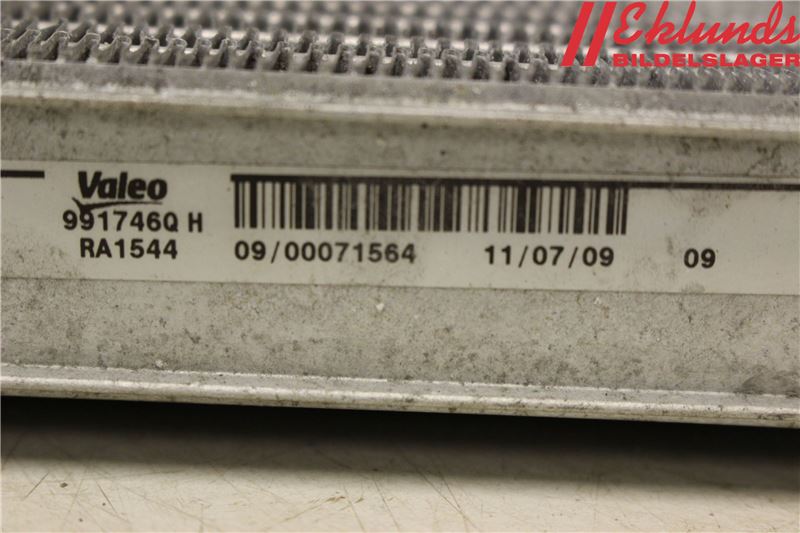 Eklunds
BILDELSLAGER
Valeo
991746Q H
RA1544
09/00071564 11/07/09 09